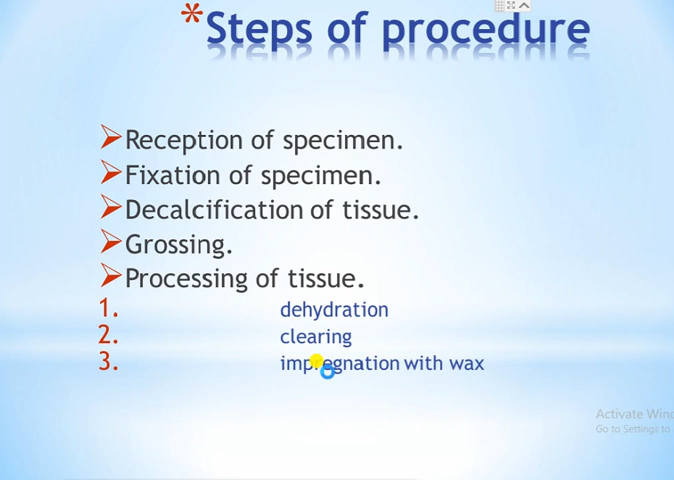 *Steps of procedure
Reception of specimen.
Fixation of specimen.
Decalcification of tissue.
Grossing.
Processing of tissue.
1. dehydration
2. clearing
3. impregnation with wax
Activate Wind
Go to Settings to